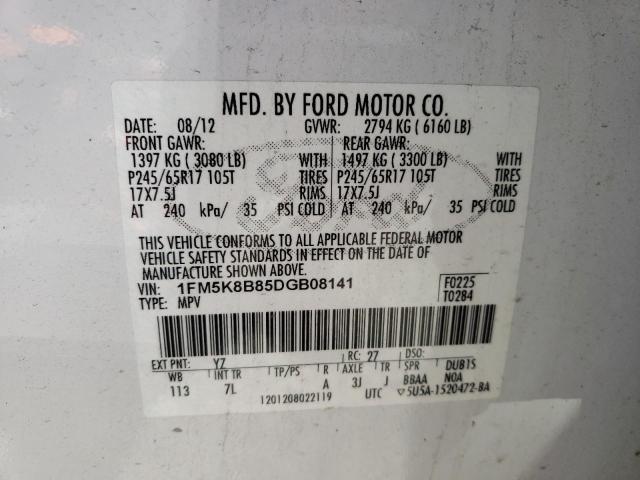 MFD. BY FORD MOTOR CO.
DATE: 08/12 GVWR: 2794 KG ( 6160 LB)
FRONT GAWR: REAR GAWR:
1397 KG ( 3080 LB) WITH 1497 KG ( 3300 LB) WITH
P245/65R17 105T TIRES P245/65R17 105T TIRES
17X7.5J RIMS 17X7.5J RIMS
AT 240 kPa/ 35 PSI COLD AT 240 kPa/ 35 PSI COLD
THIS VEHICLE CONFORMS TO ALL APPLICABLE FEDERAL MOTOR
VEHICLE SAFETY STANDARDS IN EFFECT ON THE DATE OF
MANUFACTURE SHOWN ABOVE.
VIN: 1FM5K8B85DGB08141 F0225
TYPE: MPV T0284
EXT PNT: YZ RC: 27 DSO:
WB INT TR TP/PS R AXLE TR SPR DUB1S
113 7L A 3J J BBAA N0A
1201208022119 UTC ▽5U5A-1520472-BA